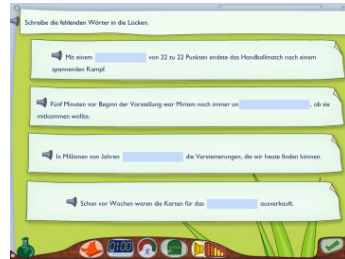 Schreibe die fehlenden Wörter in die Lücken.
Mit einem von 22 zu 22 Punkten endete das Handballmatch nach einem
spannenden Kampf.
Fünf Minuten vor Beginn der Vorstellung war Miriam noch immer un , ob sie
mitkommen wollte.
In Millionen von Jahren die Versteinerungen, die wir heute finden können.
Schon vor Wochen waren die Karten für das ausverkauft.
0100